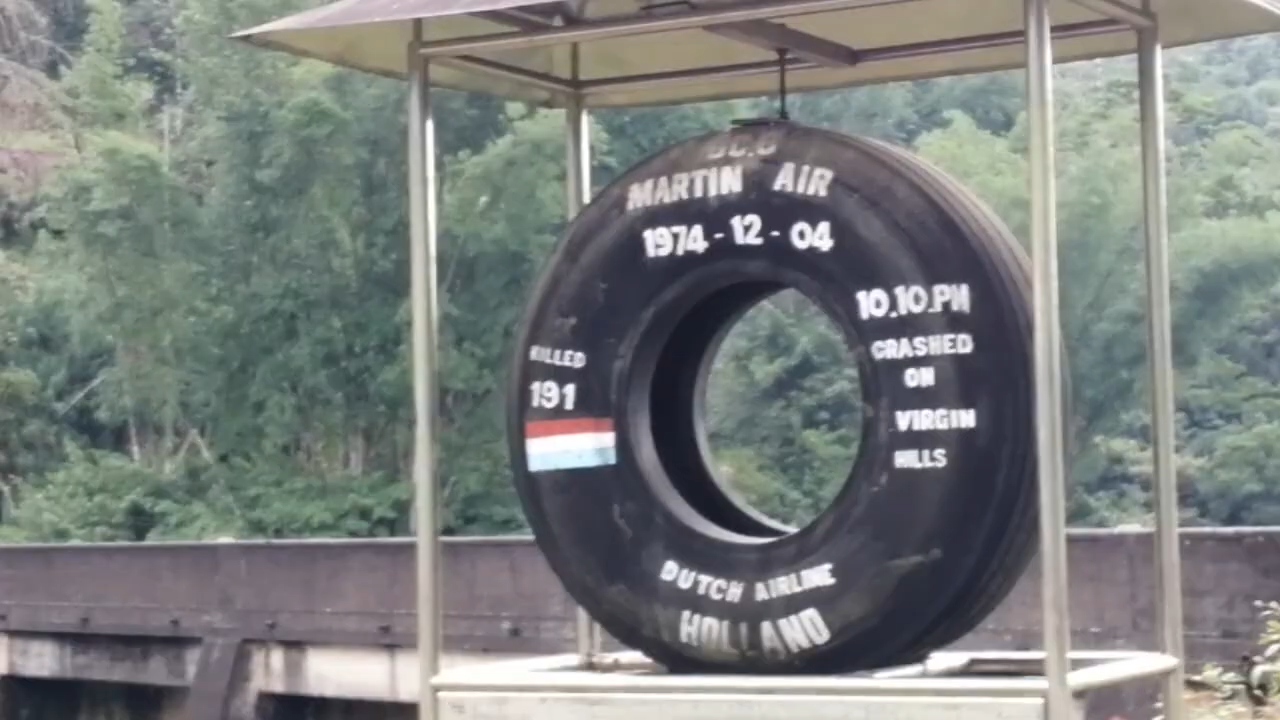 MARTIN AIR
1974-12-04
10.10.PM
CRASHED
ON
VIRGIN
HILLS
KILLED
191
DUTCH AIRLINE
HOLLAND